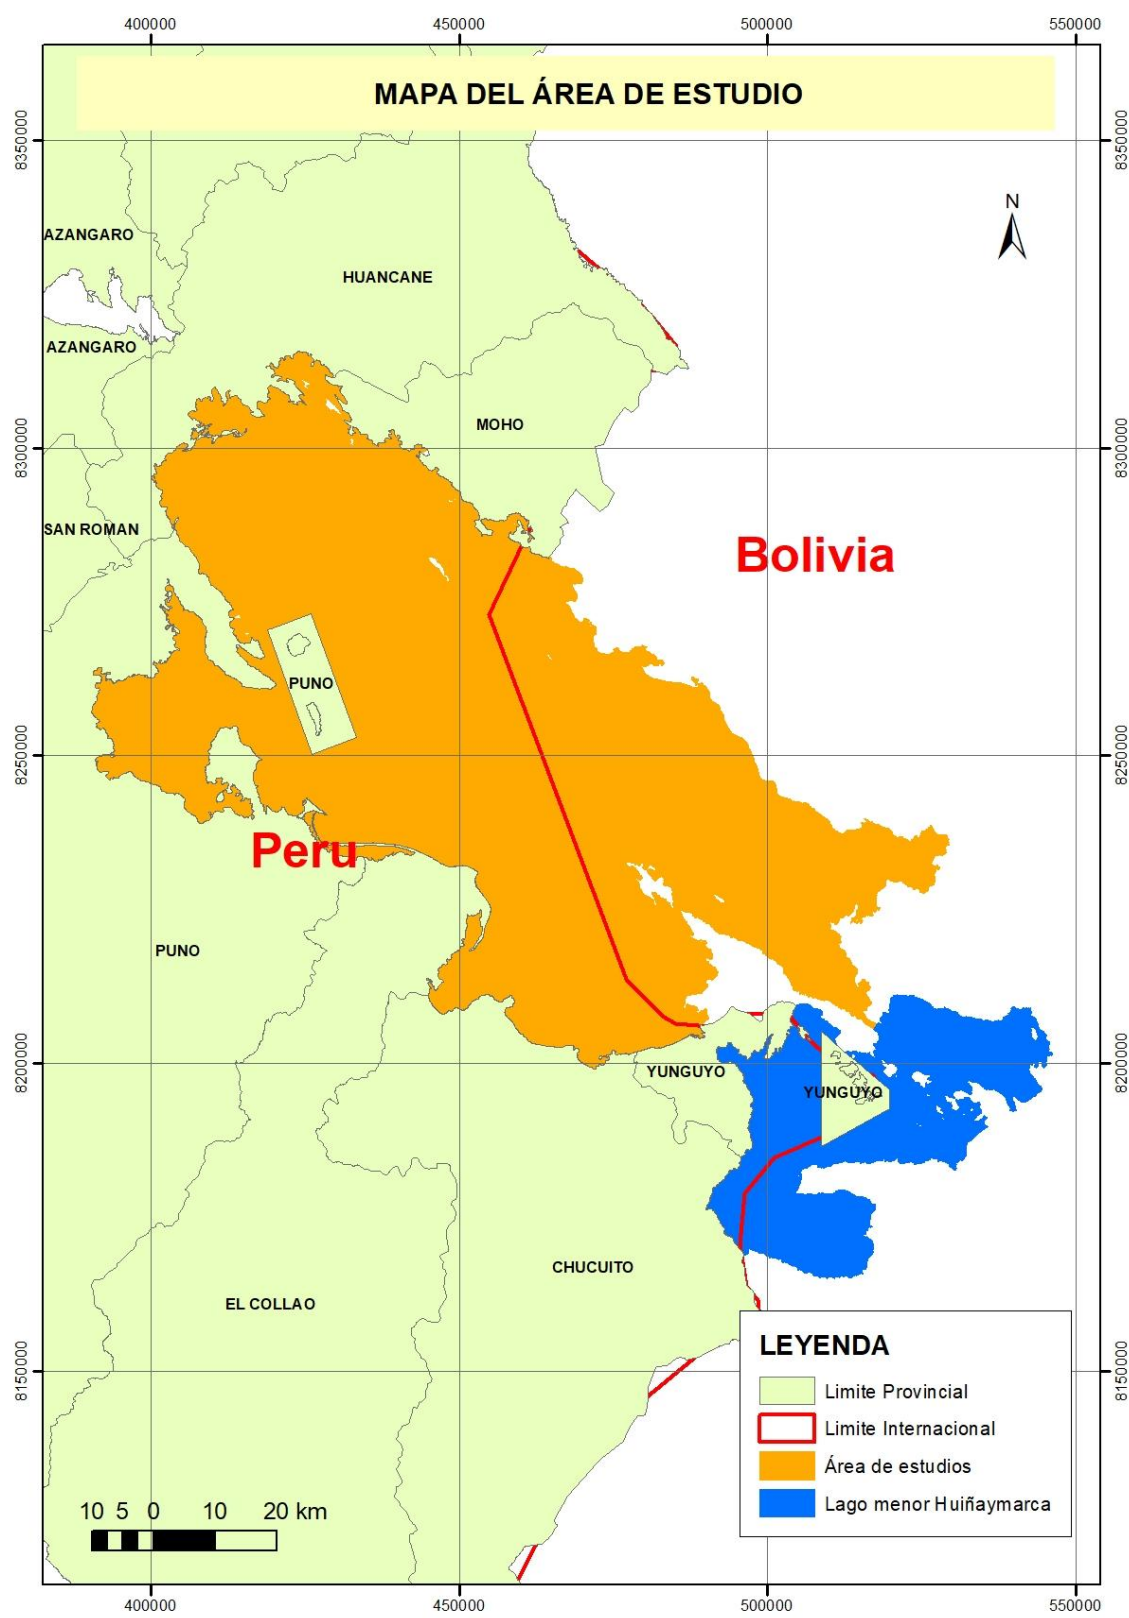 400000 450000 500000 550000
MAPA DEL ÁREA DE ESTUDIO
8350000 8350000
N
AZANGARO
HUANCANE
AZANGARO
MOHO
8300000 8300000
SAN ROMAN
Bolivia
PUNO
8250000 8250000
Peru
PUNO
8200000 8200000
YUNGUYO
YUNGUYO
CHUCUITO
EL COLLAO
LEYENDA
8150000 8150000
Limite Provincial
Limite Internacional
Área de estudios
Lago menor Huiñaymarca
10 5 0 10 20 km
400000 450000 500000 550000